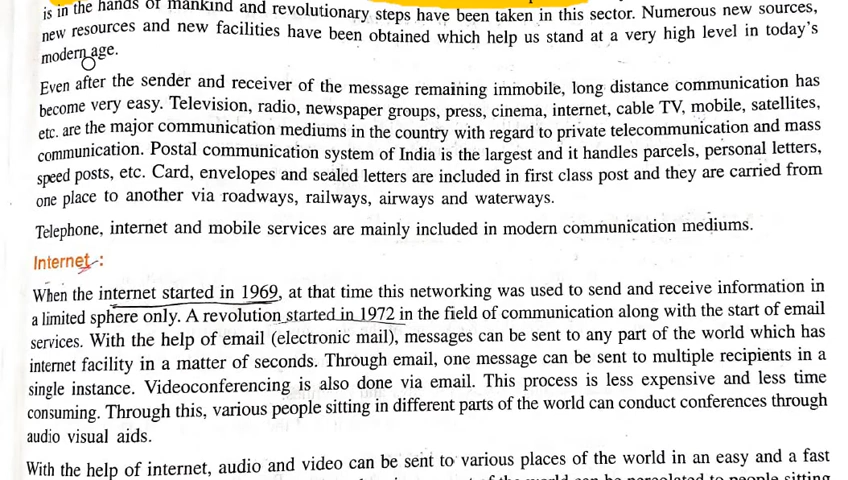 is in the hands of mankind and revolutionary steps have been taken in this sector. Numerous new sources,
new resources and new facilities have been obtained which help us stand at a very high level in today's
modern age.
Even after the sender and receiver of the message remaining immobile, long distance communication has
become very easy. Television, radio, newspaper groups, press, cinema, internet, cable TV, mobile, satellites,
etc. are the major communication mediums in the country with regard to private telecommunication and mass
communication. Postal communication system of India is the largest and it handles parcels, personal letters,
speed posts, etc. Card, envelopes and sealed letters are included in first class post and they are carried from
one place to another via roadways, railways, airways and waterways.
Telephone, internet and mobile services are mainly included in modern communication mediums.
Internet :
When the internet started in 1969, at that time this networking was used to send and receive information in
a limited sphere only. A revolution started in 1972 in the field of communication along with the start of email
services. With the help of email (electronic mail), messages can be sent to any part of the world which has
internet facility in a matter of seconds. Through email, one message can be sent to multiple recipients in a
single instance. Videoconferencing is also done via email. This process is less expensive and less time
consuming. Through this, various people sitting in different parts of the world can conduct conferences through
audio visual aids.
With the help of internet, audio and video can be sent to various places of the world in an easy and a fast